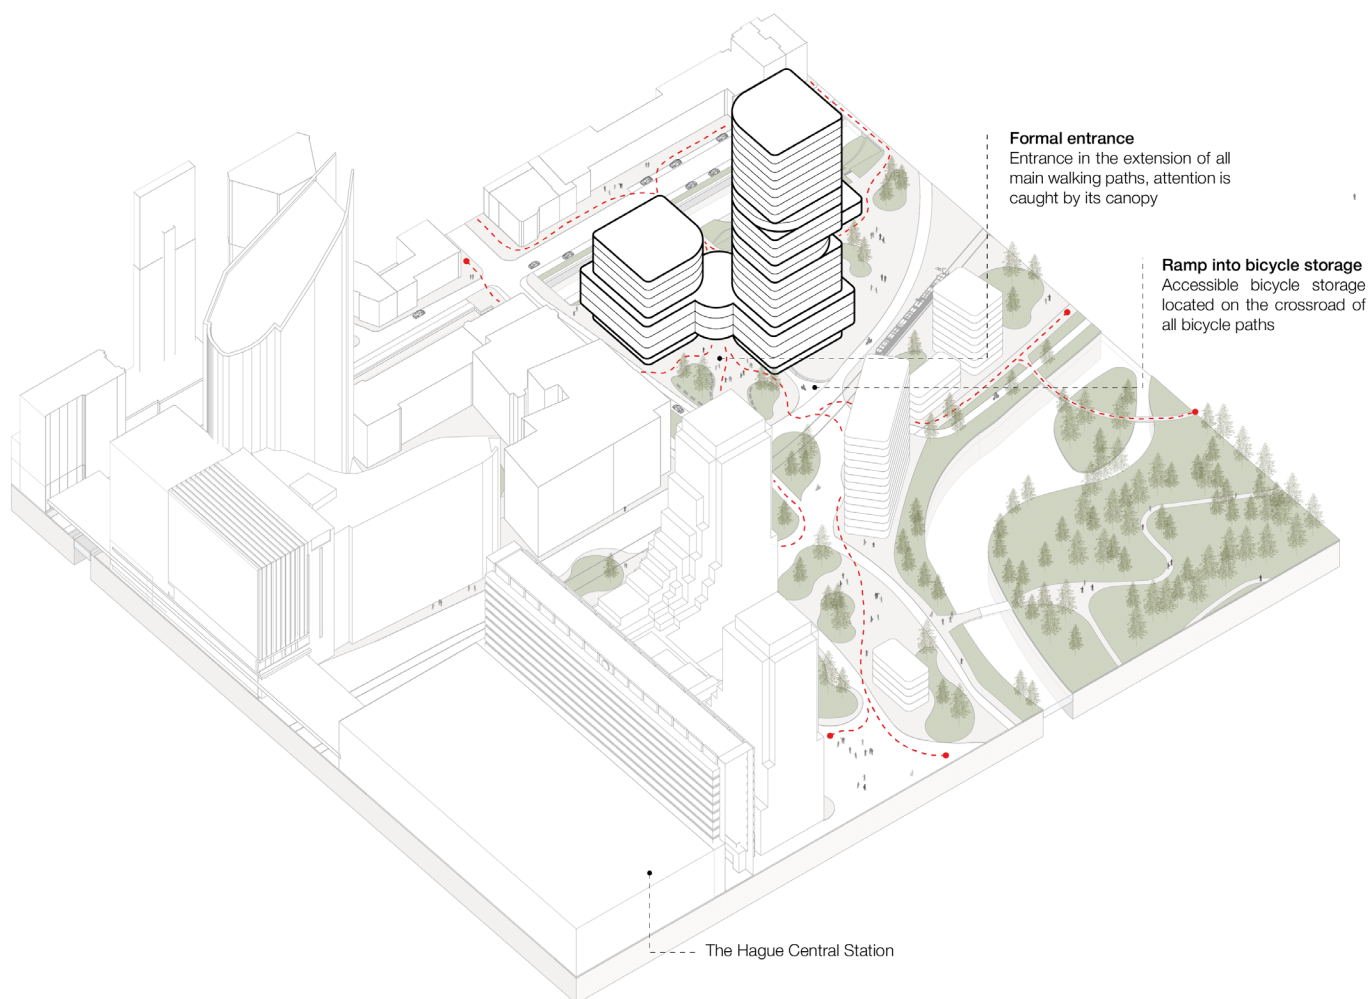 Formal entrance
Entrance in the extension of all
main walking paths, attention is
caught by its canopy
Ramp into bicycle storage
Accessible bicycle storage
located on the crossroad of
all bicycle paths
The Hague Central Station